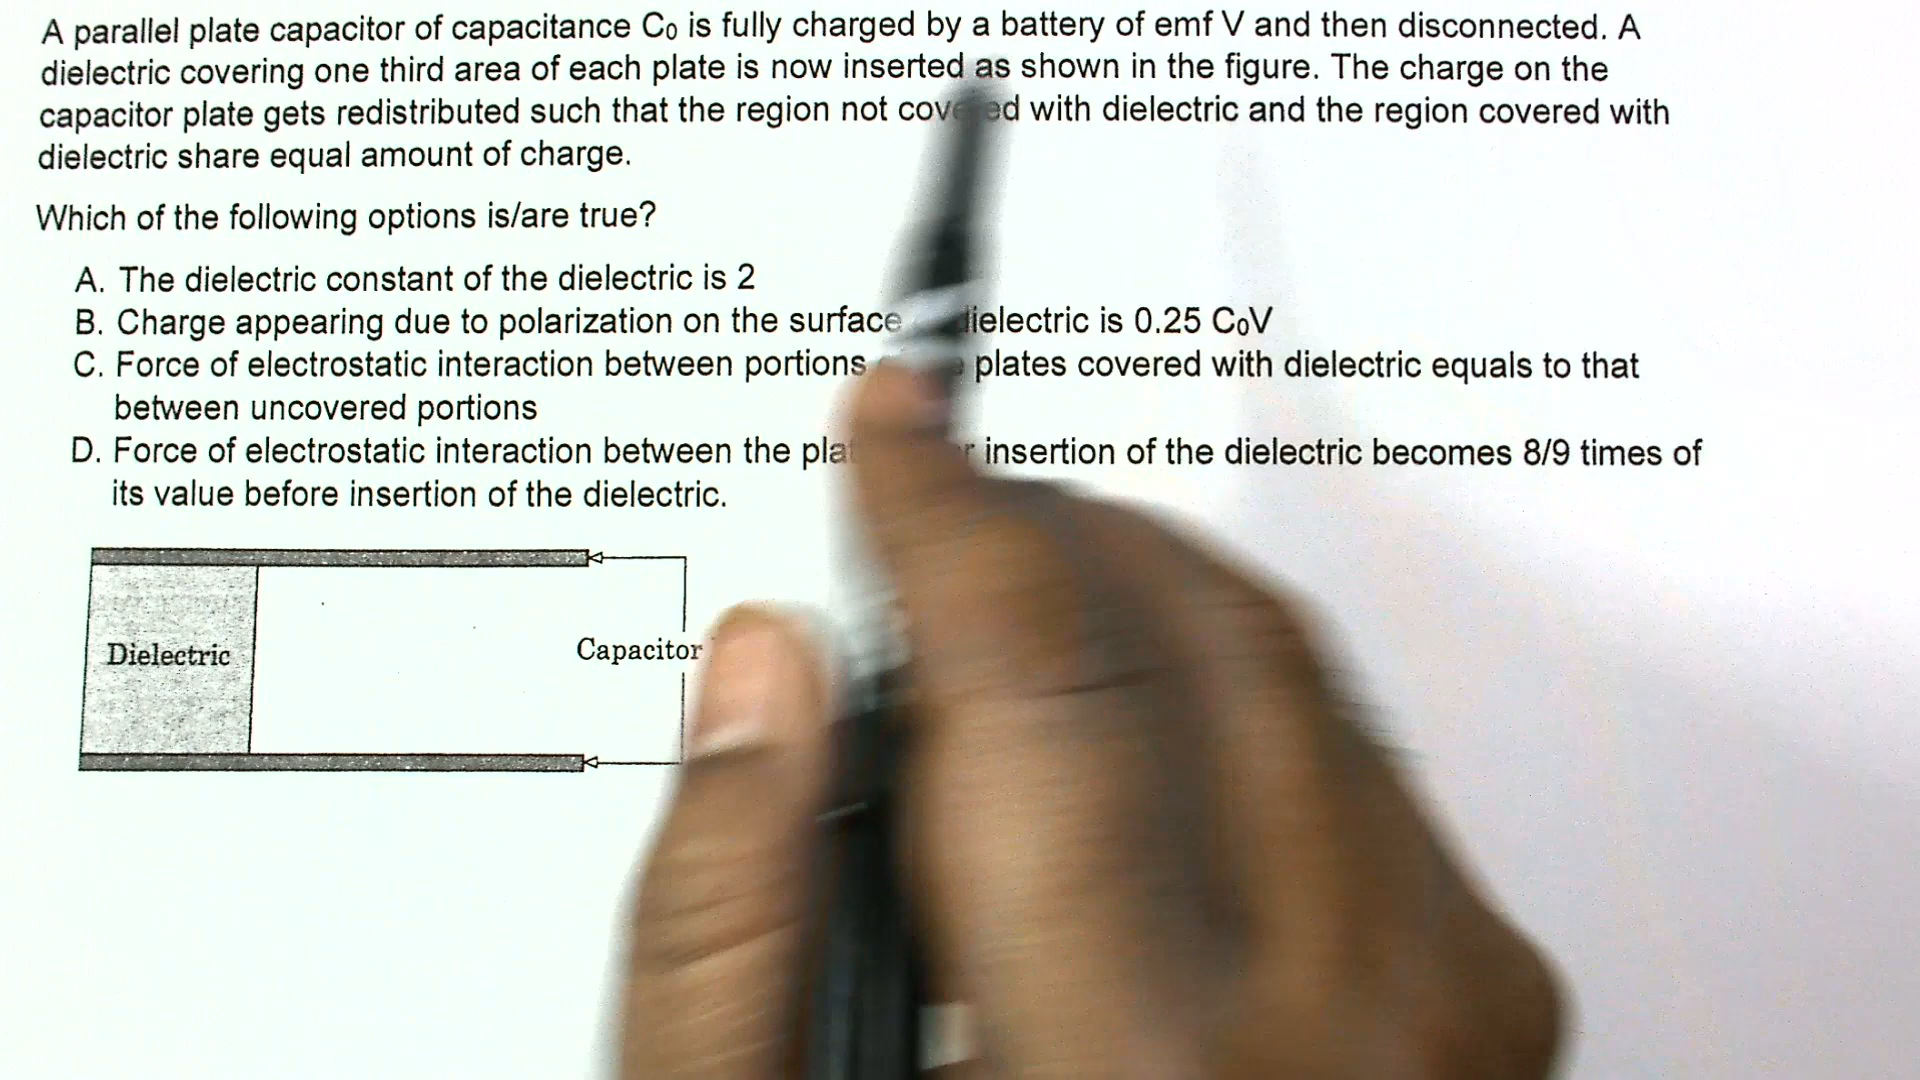 A parallel plate capacitor of capacitance C₀ is fully charged by a battery of emf V and then disconnected. A
dielectric covering one third area of each plate is now inserted as shown in the figure. The charge on the
capacitor plate gets redistributed such that the region not covered with dielectric and the region covered with
dielectric share equal amount of charge.
Which of the following options is/are true?
A. The dielectric constant of the dielectric is 2
B. Charge appearing due to polarization on the surface dielectric is 0.25 C₀V
C. Force of electrostatic interaction between portions plates covered with dielectric equals to that
between uncovered portions
D. Force of electrostatic interaction between the insertion of the dielectric becomes 8/9 times of
its value before insertion of the dielectric.
Dielectric
Capacitor